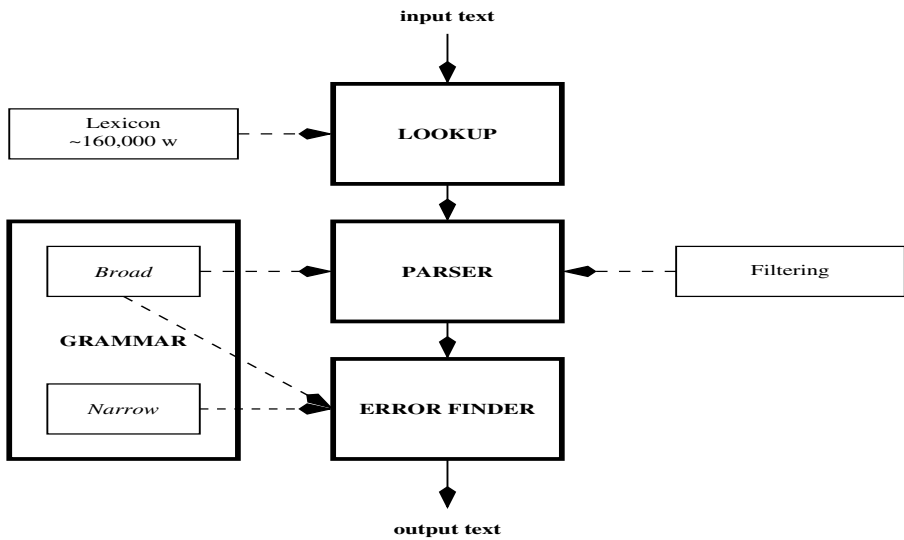 input text
Lexicon
~160,000 w
LOOKUP
Broad
PARSER
Filtering
GRAMMAR
Narrow
ERROR FINDER
output text